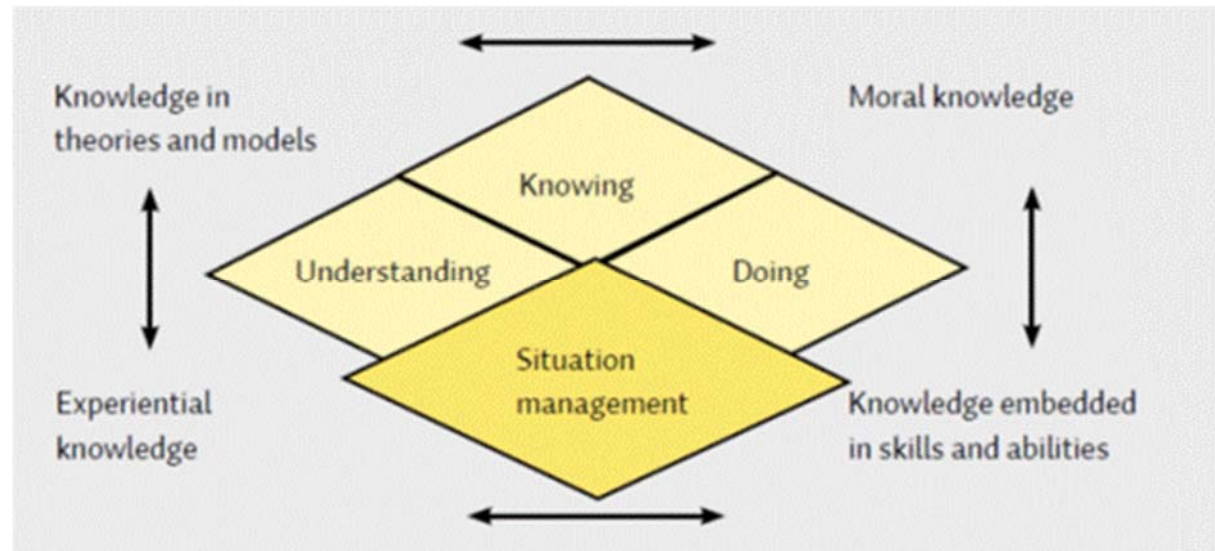 Knowledge in
theories and models
Moral knowledge
Knowing
Understanding
Doing
Situation
management
Experiential
knowledge
Knowledge embedded
in skills and abilities